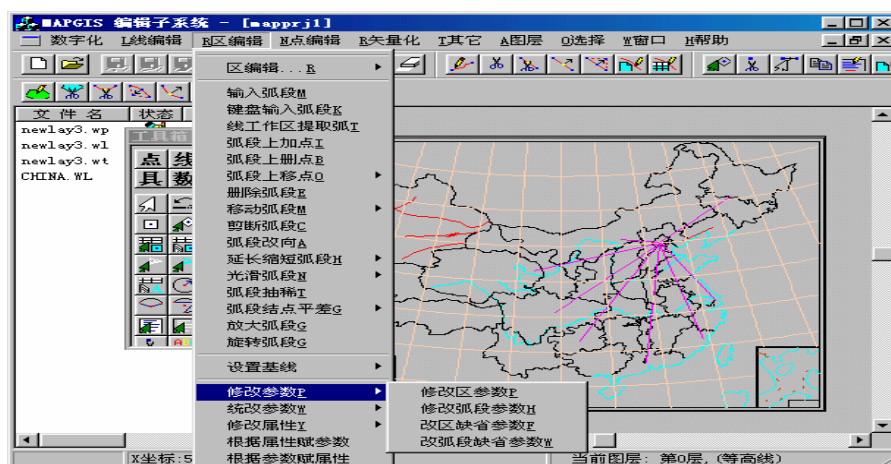 MAPGIS 编辑子系统 - [mapprj1]
数字化 L线编辑 R区编辑 N点编辑 R矢量化 T其它 A图层 O选择 W窗口 H帮助
区编辑...R
文件名 状态
输入弧段M
键盘输入弧段K
newlay3.wp
工具箱
线工作区提取弧I
newlay3.wl
弧段上加点I
newlay3.wt
点 线
弧段上删点B
CHINA.WL
具 数
弧段上移点O
删除弧段E
移动弧段M
剪断弧段C
弧段改向A
延长缩短弧段H
光滑弧段N
弧段抽稀T
弧段结点平差G
放大弧段G
旋转弧段G
设置基线
修改参数P
修改区参数P
统改参数W
修改弧段参数H
修改属性Y
改区缺省参数F
根据属性赋参数
改弧段缺省参数W
X坐标:5
根据参数赋属性
当前图层: 第0层, (等高线)